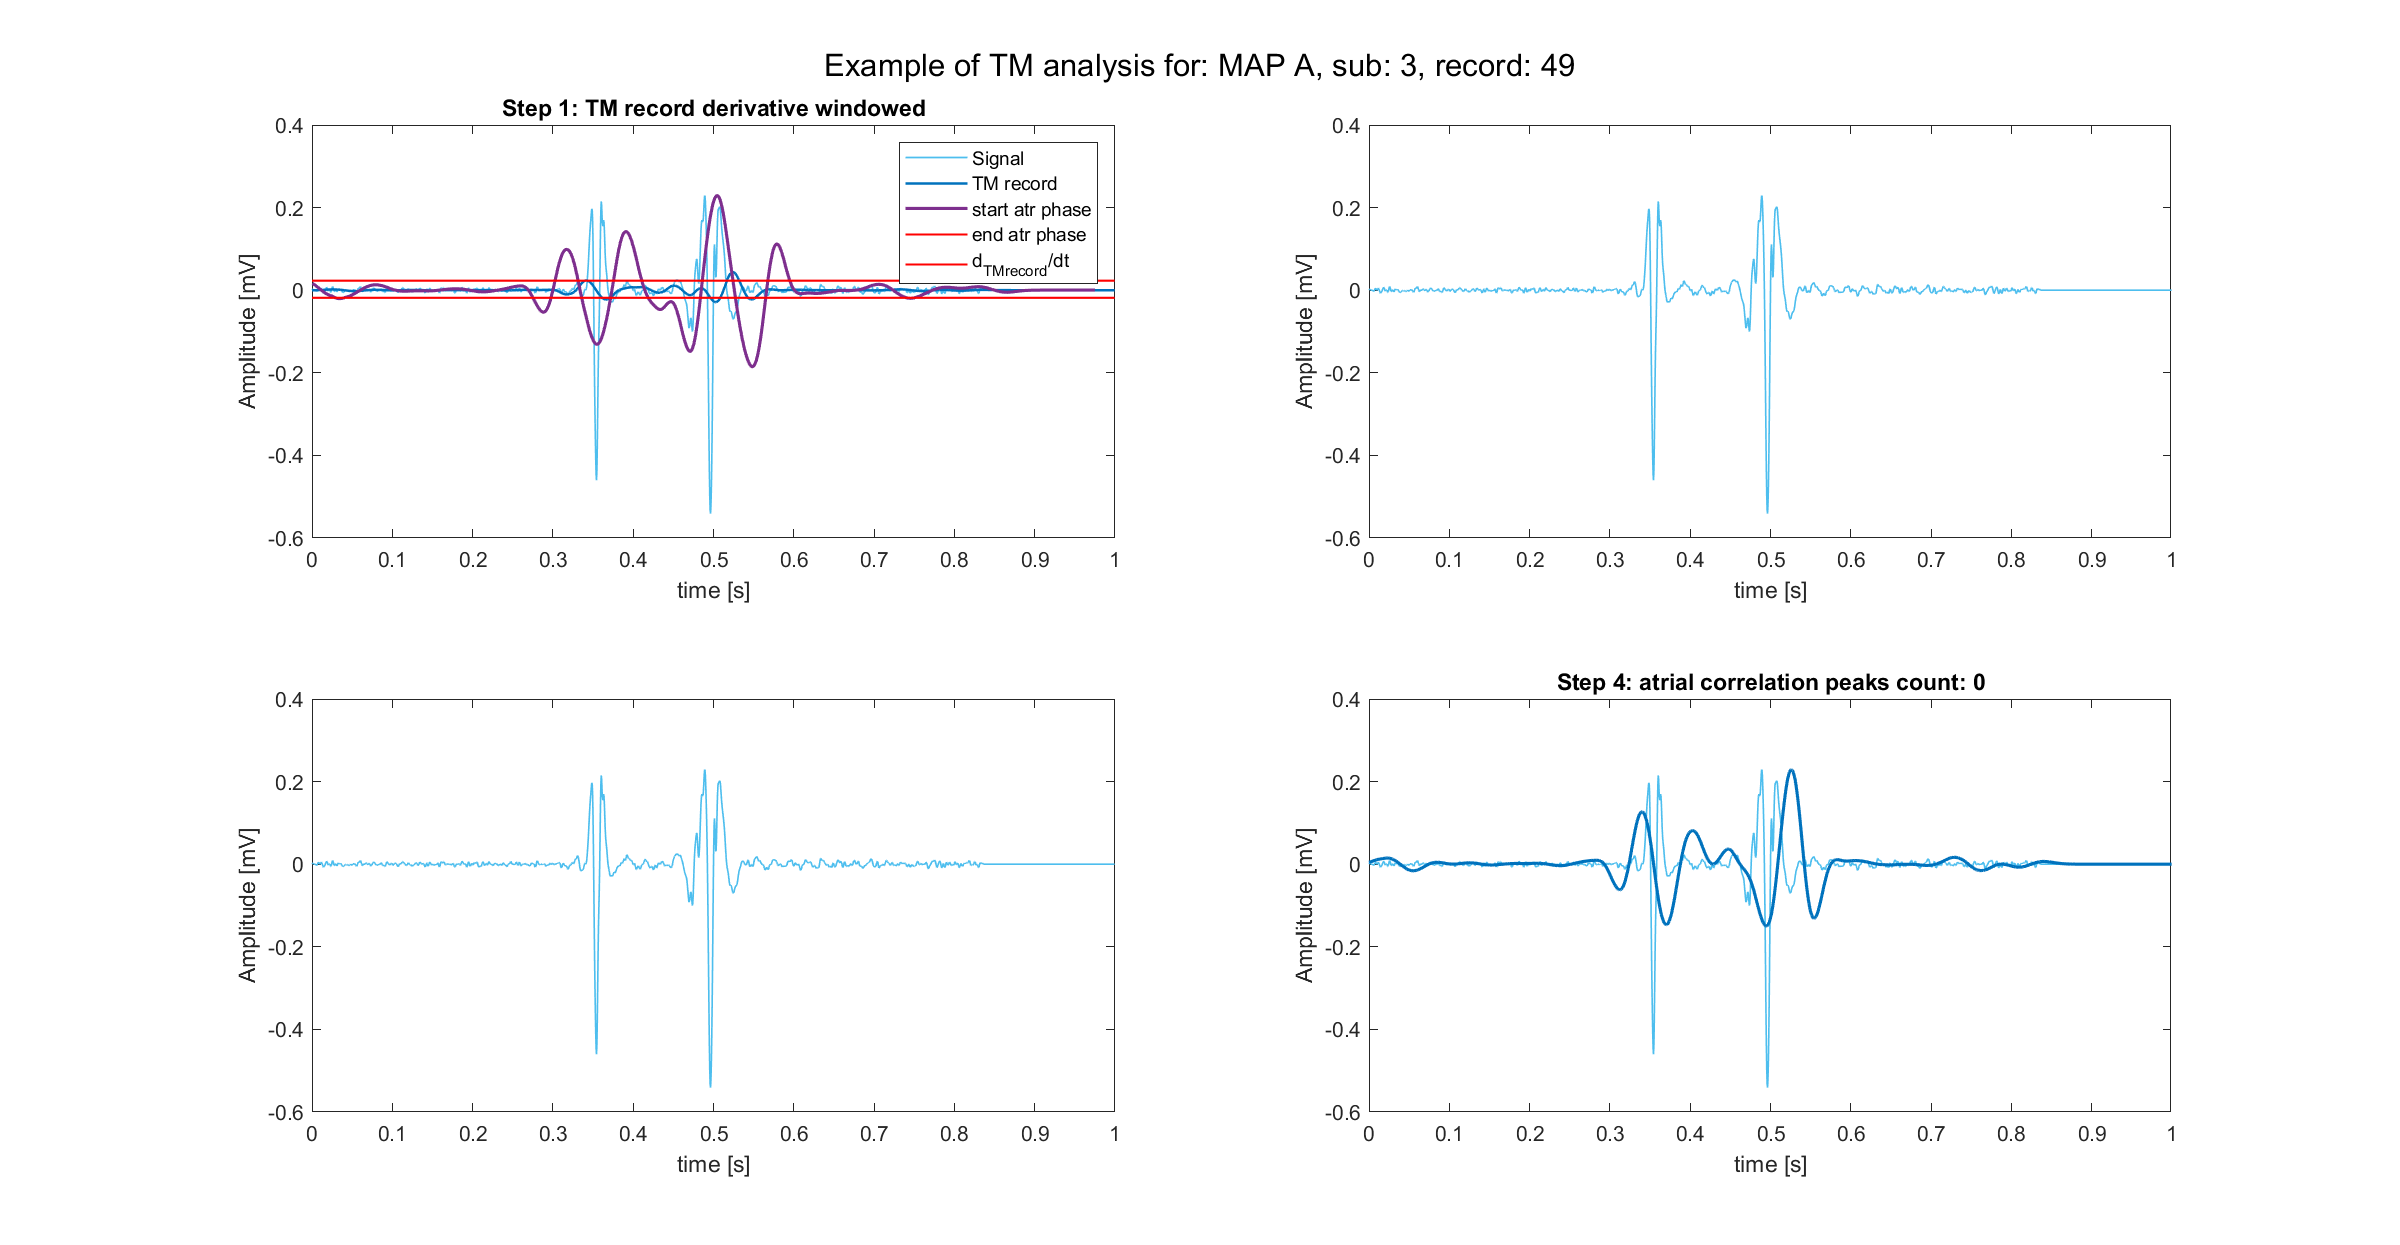 Example of TM analysis for: MAP A, sub: 3, record: 49
Step 1: TM record derivative windowed
Signal
TM record
start atr phase
end atr phase
d_TMrecord/dt
0.4
0.2
0
-0.2
-0.4
-0.6
Amplitude [mV]
0 0.1 0.2 0.3 0.4 0.5 0.6 0.7 0.8 0.9 1
time [s]
0.4
0.2
0
-0.2
-0.4
-0.6
Amplitude [mV]
0 0.1 0.2 0.3 0.4 0.5 0.6 0.7 0.8 0.9 1
time [s]
0.4
0.2
0
-0.2
-0.4
-0.6
Amplitude [mV]
0 0.1 0.2 0.3 0.4 0.5 0.6 0.7 0.8 0.9 1
time [s]
Step 4: atrial correlation peaks count: 0
0.4
0.2
0
-0.2
-0.4
-0.6
Amplitude [mV]
0 0.1 0.2 0.3 0.4 0.5 0.6 0.7 0.8 0.9 1
time [s]